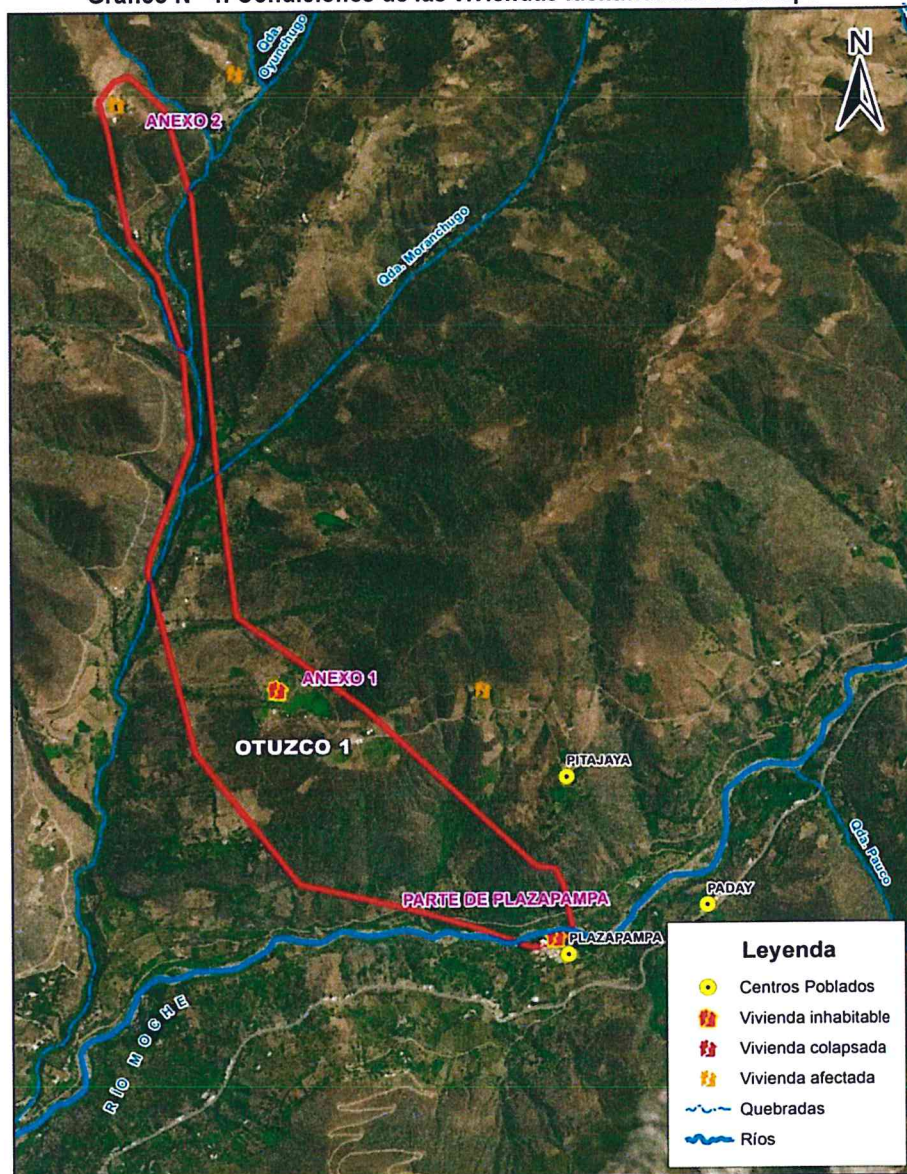 Qda.
Oyunchugo
N
ANEXO 2
Qda. Moranchugo
ANEXO 1
OTUZCO 1
PITAJAYA
Qda. Pauco
PADAY
PARTE DE PLAZAPAMPA
PLAZAPAMPA
RÍO MOCHE
Leyenda
Centros Poblados
Vivienda inhabitable
Vivienda colapsada
Vivienda afectada
Quebradas
Ríos